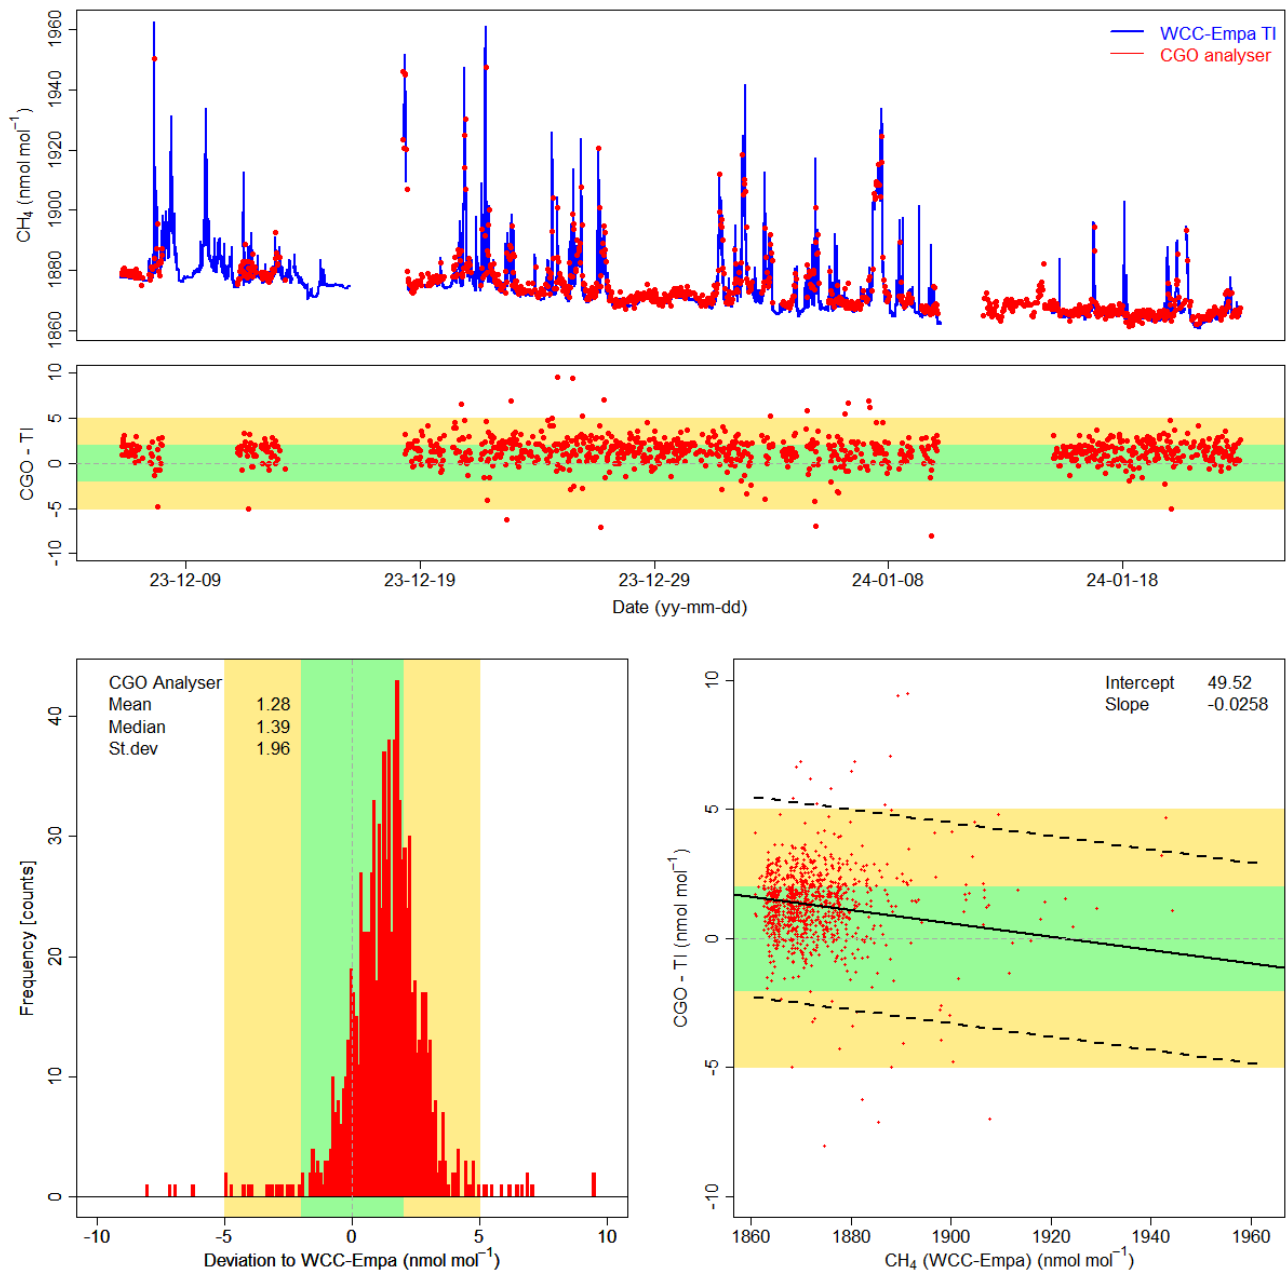 WCC-Empa TI
CGO analyser
CH₄ (nmol mol⁻¹)
1860 1880 1900 1920 1940 1960
CGO - TI
-10 -5 0 5 10
23-12-09 23-12-19 23-12-29 24-01-08 24-01-18
Date (yy-mm-dd)
CGO Analyser
Mean 1.28
Median 1.39
St.dev 1.96
Frequency [counts]
0 10 20 30 40
-10 -5 0 5 10
Deviation to WCC-Empa (nmol mol⁻¹)
Intercept 49.52
Slope -0.0258
CGO - TI (nmol mol⁻¹)
-10 -5 0 5 10
1860 1880 1900 1920 1940 1960
CH₄ (WCC-Empa) (nmol mol⁻¹)